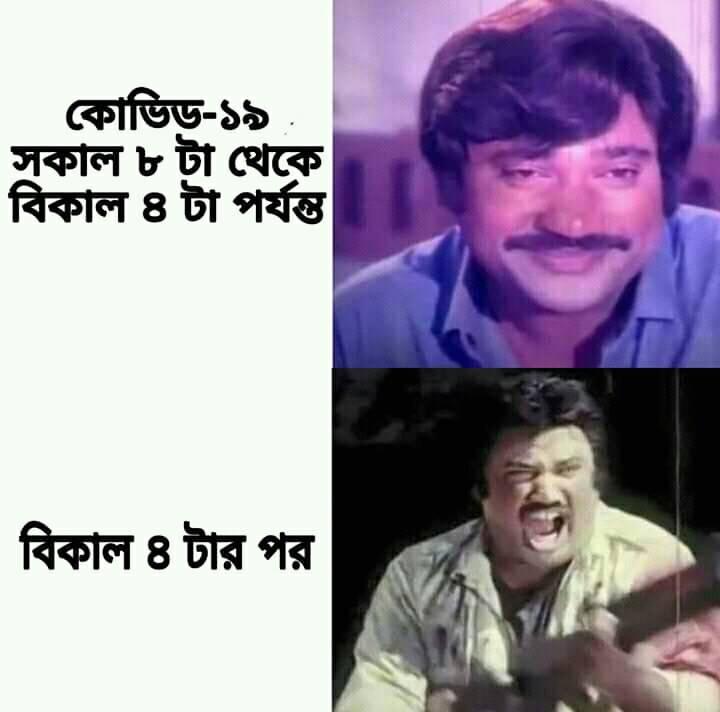 কোভিড-১৯
সকাল ৮ টা থেকে
বিকাল ৪ টা পর্যন্ত
বিকাল ৪ টার পর